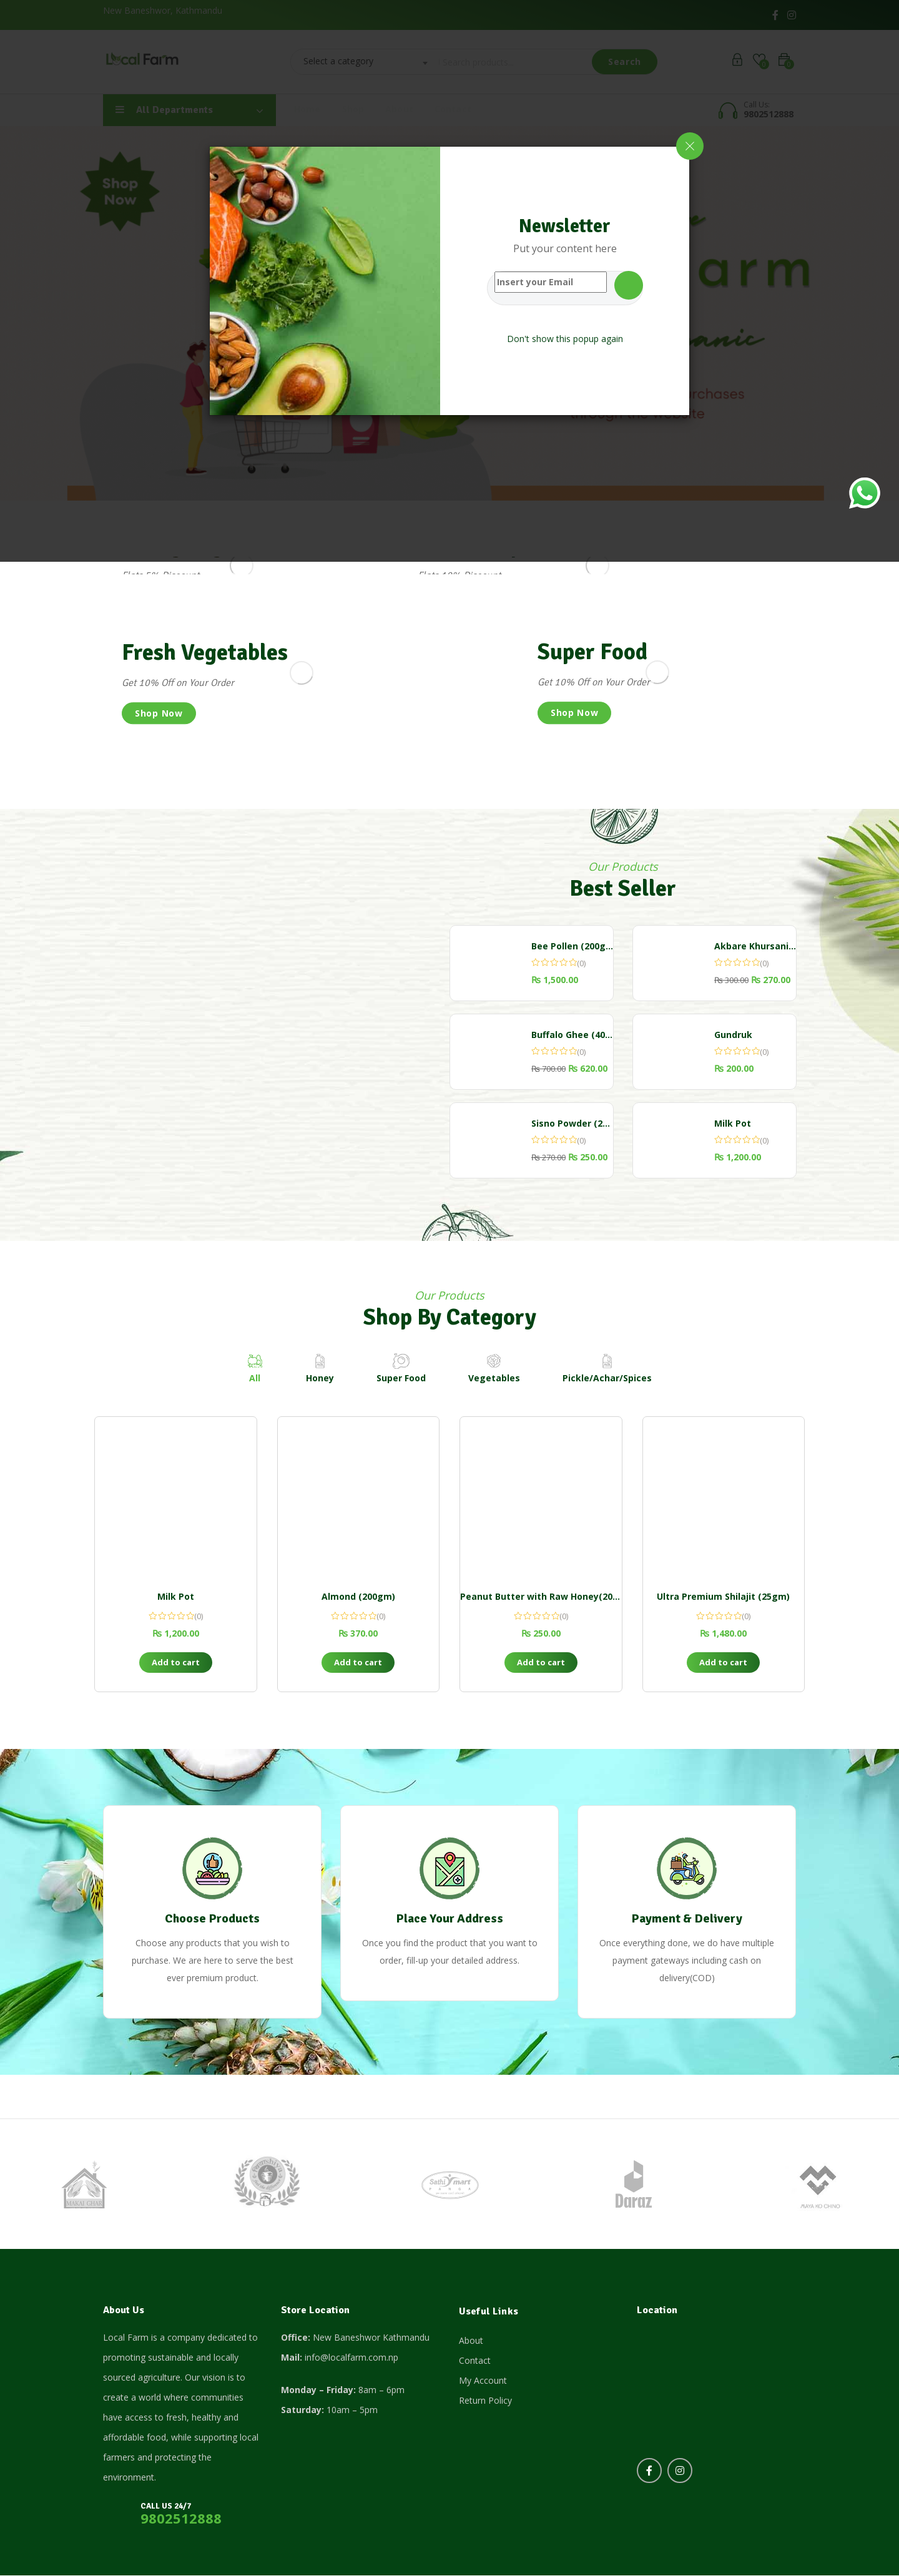 New Baneshwor, Kathmandu
Local Farm
Select a category
Search products...
Search
All Departments
Call Us:
9802512888
Shop
Now
Farm
Organic
Newsletter
Put your content here
Insert your Email
Don't show this popup again
Fresh Vegetables
Get 10% Off on Your Order
Shop Now
Super Food
Get 10% Off on Your Order
Shop Now
Our Products
Best Seller
Bee Pollen (200g...
(0)
₨ 1,500.00
Akbare Khursani...
(0)
₨ 300.00 ₨ 270.00
Buffalo Ghee (40...
(0)
₨ 700.00 ₨ 620.00
Gundruk
(0)
₨ 200.00
Sisno Powder (2...
(0)
₨ 270.00 ₨ 250.00
Milk Pot
(0)
₨ 1,200.00
Our Products
Shop By Category
All
Honey
Super Food
Vegetables
Pickle/Achar/Spices
Milk Pot
(0)
₨ 1,200.00
Add to cart
Almond (200gm)
(0)
₨ 370.00
Add to cart
Peanut Butter with Raw Honey(20...
(0)
₨ 250.00
Add to cart
Ultra Premium Shilajit (25gm)
(0)
₨ 1,480.00
Add to cart
Choose Products
Choose any products that you wish to
purchase. We are here to serve the best
ever premium product.
Place Your Address
Once you find the product that you want to
order, fill-up your detailed address.
Payment & Delivery
Once everything done, we do have multiple
payment gateways including cash on
delivery(COD)
MAKAI GHAR
Sathi mart
Daraz
About Us
Local Farm is a company dedicated to
promoting sustainable and locally
sourced agriculture. Our vision is to
create a world where communities
have access to fresh, healthy and
affordable food, while supporting local
farmers and protecting the
environment.
CALL US 24/7
9802512888
Store Location
Office: New Baneshwor Kathmandu
Mail: info@localfarm.com.np
Monday – Friday: 8am – 6pm
Saturday: 10am – 5pm
Useful Links
About
Contact
My Account
Return Policy
Location